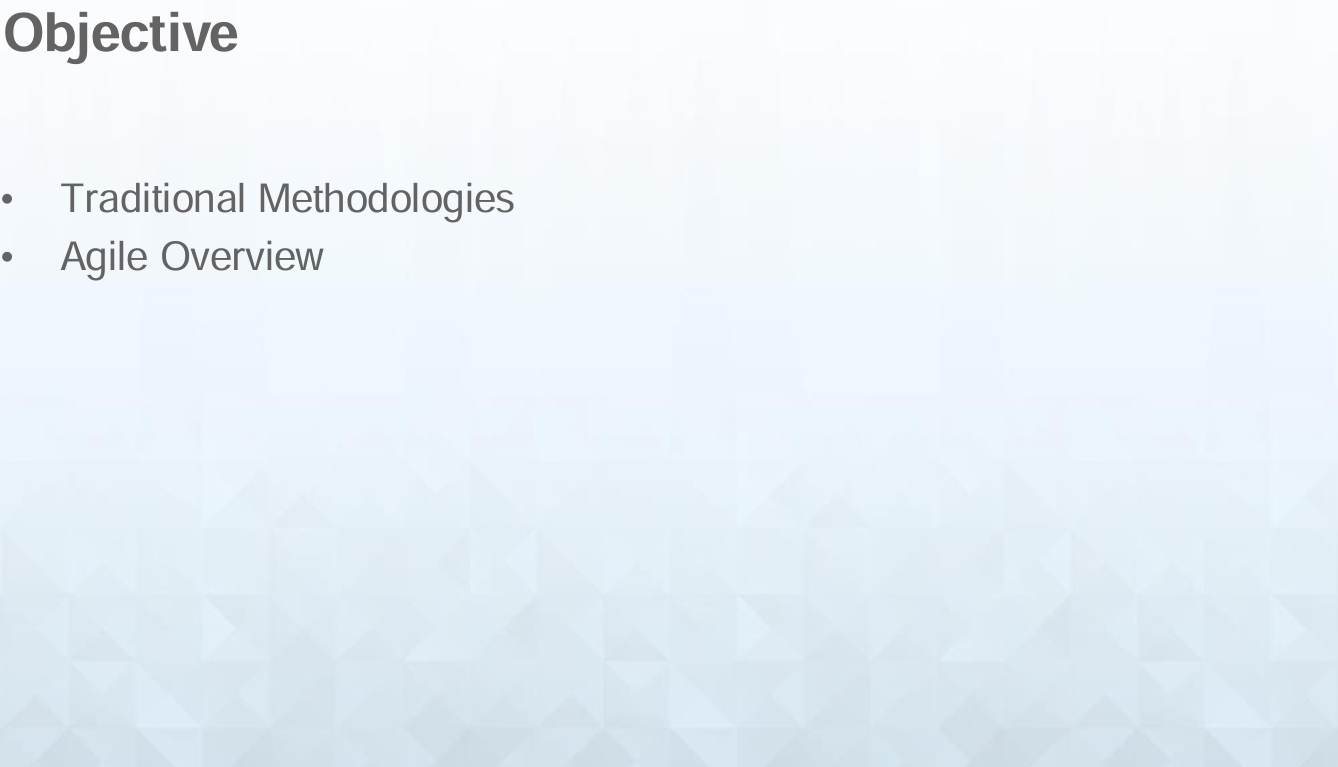 Objective
• Traditional Methodologies
• Agile Overview